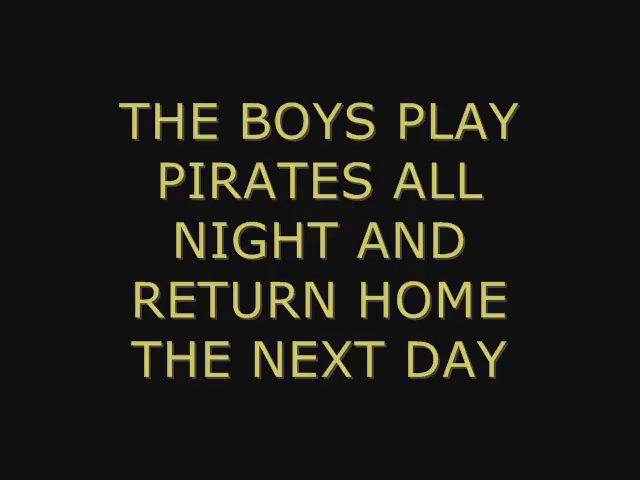 THE BOYS PLAY
PIRATES ALL
NIGHT AND
RETURN HOME
THE NEXT DAY